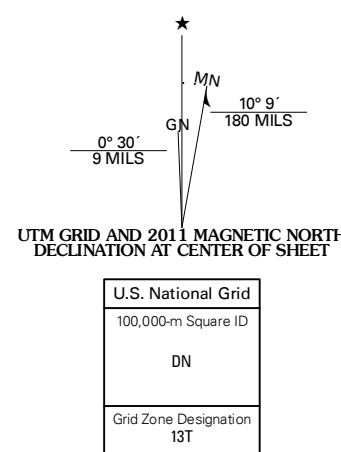 ★
MN
GN
10° 9´
180 MILS
0° 30´
9 MILS
UTM GRID AND 2011 MAGNETIC NORTH
DECLINATION AT CENTER OF SHEET
U.S. National Grid
100,000-m Square ID
DN
Grid Zone Designation
13T